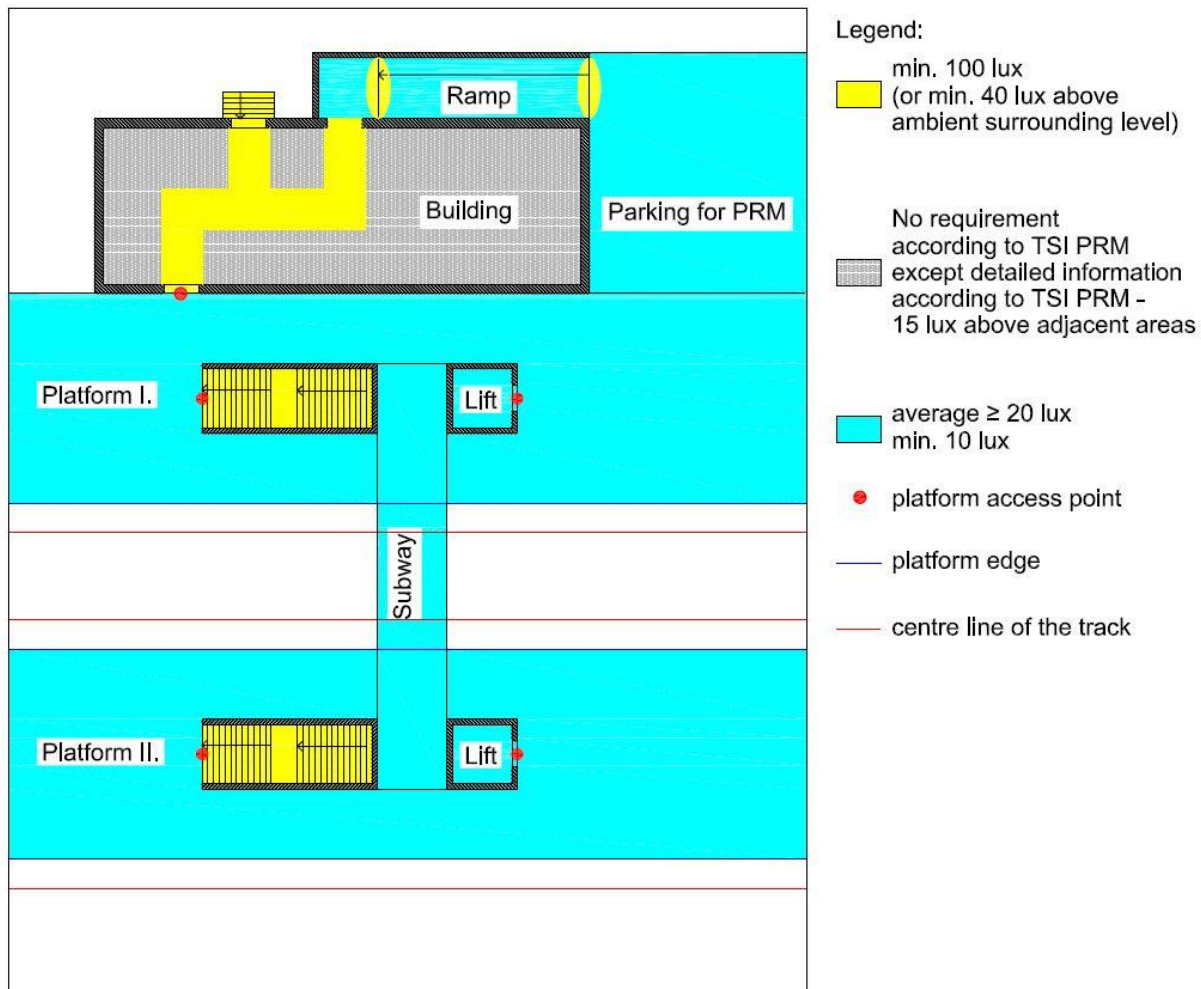 Legend:
min. 100 lux
(or min. 40 lux above
ambient surrounding level)
Ramp
Building
Parking for PRM
No requirement
according to TSI PRM
except detailed information
according to TSI PRM -
15 lux above adjacent areas
Platform I.
Lift
average ≥ 20 lux
min. 10 lux
platform access point
Subway
platform edge
centre line of the track
Platform II.
Lift